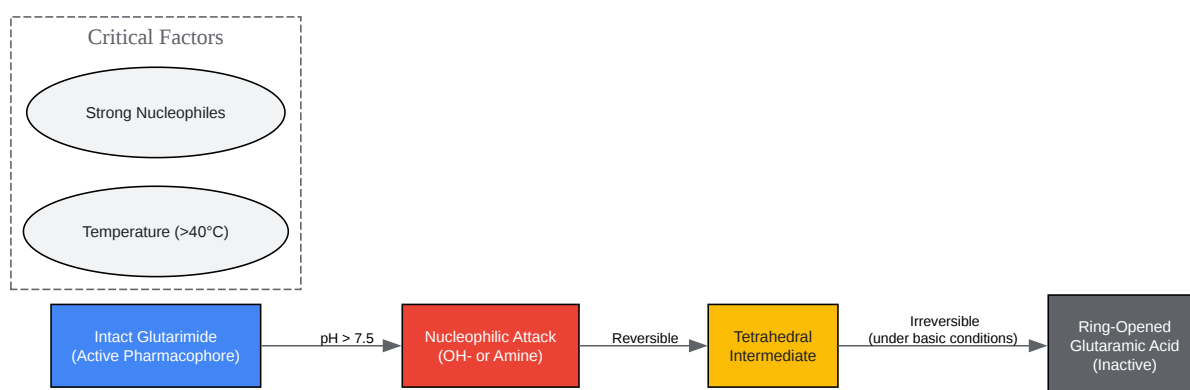 Critical Factors
Strong Nucleophiles
Temperature (>40°C)
Intact Glutarimide
(Active Pharmacophore)
pH > 7.5
Nucleophilic Attack
(OH- or Amine)
Reversible
Tetrahedral
Intermediate
Irreversible
(under basic conditions)
Ring-Opened
Glutaramic Acid
(Inactive)